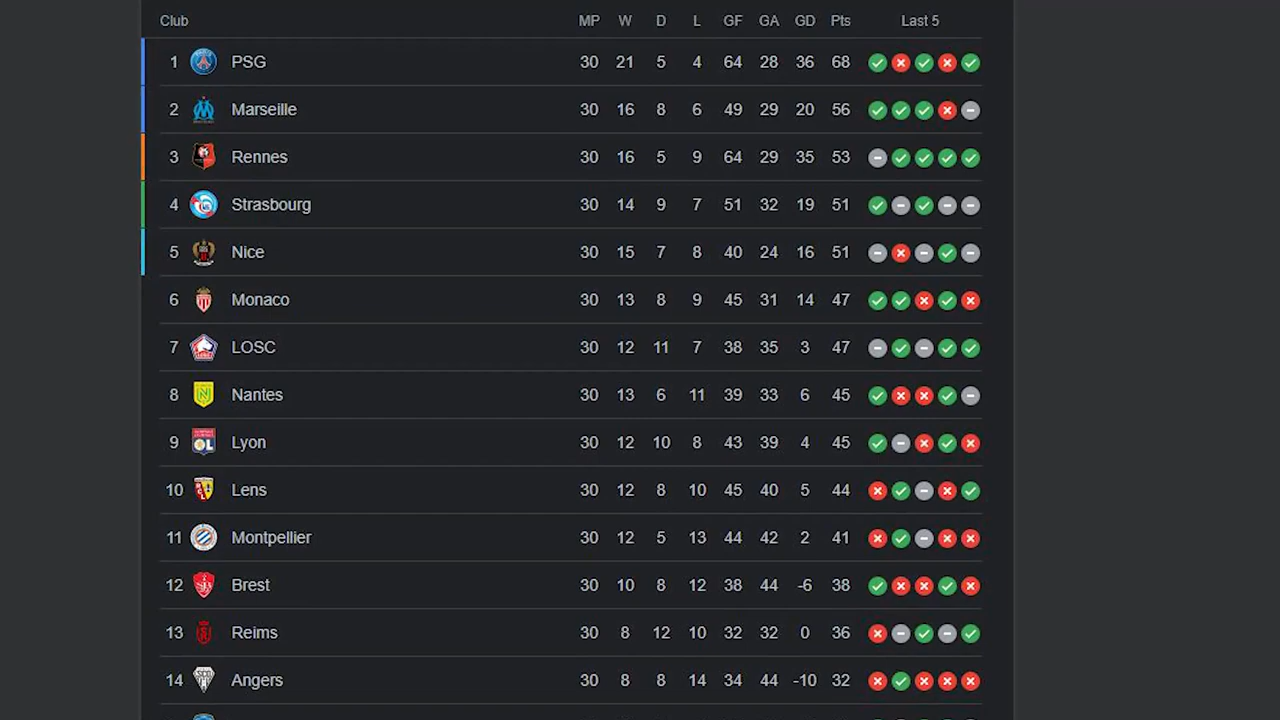 Club MP W D L GF GA GD Pts Last 5
1 PSG 30 21 5 4 64 28 36 68
2 Marseille 30 16 8 6 49 29 20 56
3 Rennes 30 16 5 9 64 29 35 53
4 Strasbourg 30 14 9 7 51 32 19 51
5 Nice 30 15 7 8 40 24 16 51
6 Monaco 30 13 8 9 45 31 14 47
7 LOSC 30 12 11 7 38 35 3 47
8 Nantes 30 13 6 11 39 33 6 45
9 Lyon 30 12 10 8 43 39 4 45
10 Lens 30 12 8 10 45 40 5 44
11 Montpellier 30 12 5 13 44 42 2 41
12 Brest 30 10 8 12 38 44 -6 38
13 Reims 30 8 12 10 32 32 0 36
14 Angers 30 8 8 14 34 44 -10 32